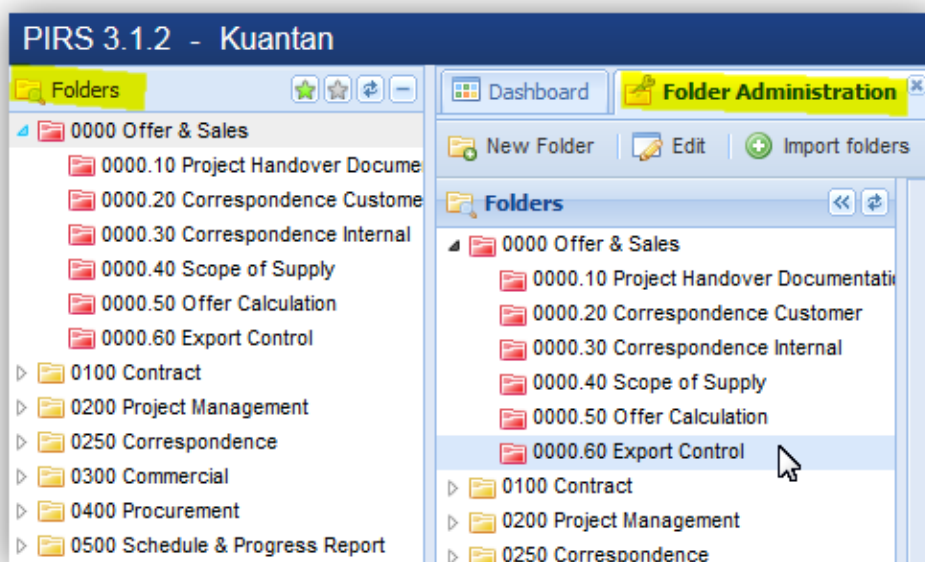 PIRS 3.1.2 - Kuantan
Folders
0000 Offer & Sales
0000.10 Project Handover Docume
0000.20 Correspondence Custome
0000.30 Correspondence Internal
0000.40 Scope of Supply
0000.50 Offer Calculation
0000.60 Export Control
0100 Contract
0200 Project Management
0250 Correspondence
0300 Commercial
0400 Procurement
0500 Schedule & Progress Report
Dashboard
Folder Administration
New Folder
Edit
Import folders
Folders
0000 Offer & Sales
0000.10 Project Handover Documentati
0000.20 Correspondence Customer
0000.30 Correspondence Internal
0000.40 Scope of Supply
0000.50 Offer Calculation
0000.60 Export Control
0100 Contract
0200 Project Management
0250 Correspondence